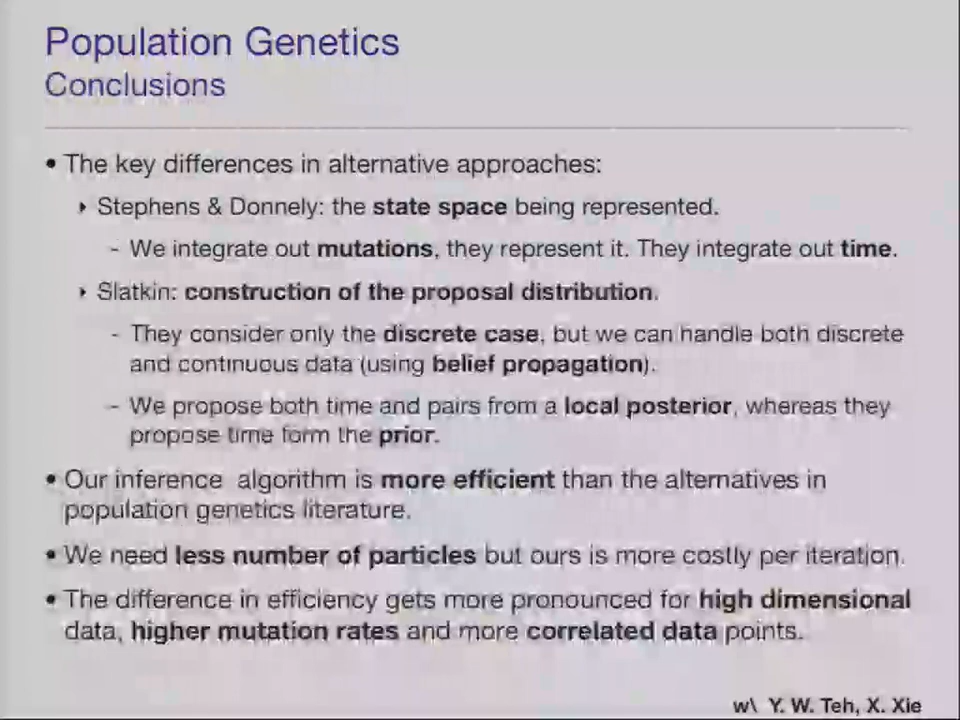 Population Genetics
Conclusions
• The key differences in alternative approaches:
‣ Stephens & Donnely: the state space being represented.
- We integrate out mutations, they represent it. They integrate out time.
‣ Slatkin: construction of the proposal distribution.
- They consider only the discrete case, but we can handle both discrete
and continuous data (using belief propagation).
- We propose both time and pairs from a local posterior, whereas they
propose time form the prior.
• Our inference algorithm is more efficient than the alternatives in
population genetics literature.
• We need less number of particles but ours is more costly per iteration.
• The difference in efficiency gets more pronounced for high dimensional
data, higher mutation rates and more correlated data points.
w\ Y. W. Teh, X. Xie